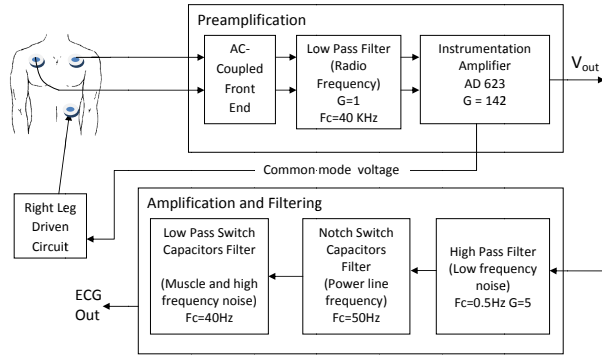 Preamplification
AC-
Coupled
Front
End
Low Pass Filter
(Radio
Frequency)
G=1
Fc=40 KHz
Instrumentation
Amplifier
AD 623
G = 142
Vout
Common mode voltage
Right Leg
Driven
Circuit
Amplification and Filtering
Low Pass Switch
Capacitors Filter
(Muscle and high
frequency noise)
Fc=40Hz
Notch Switch
Capacitors
Filter
(Power line
frequency)
Fc=50Hz
High Pass Filter
(Low frequency
noise)
Fc=0.5Hz G=5
ECG
Out